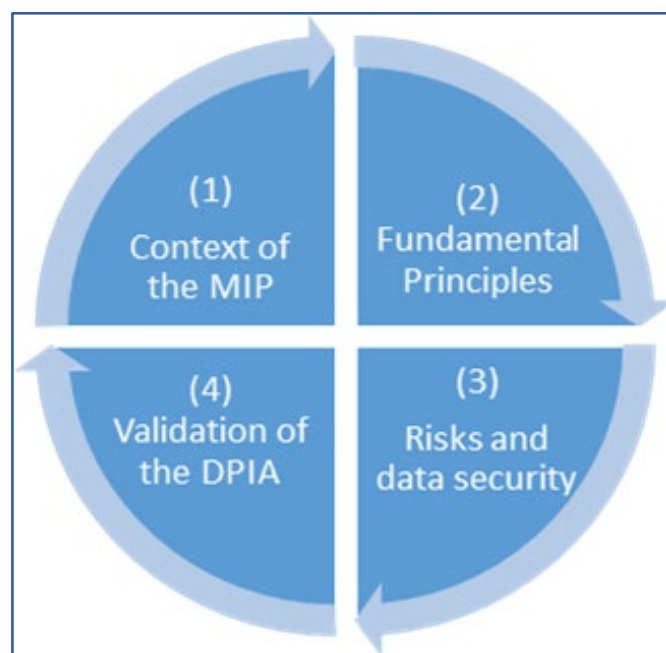 (1)
Context of
the MIP
(2)
Fundamental
Principles
(3)
Risks and
data security
(4)
Validation of
the DPIA